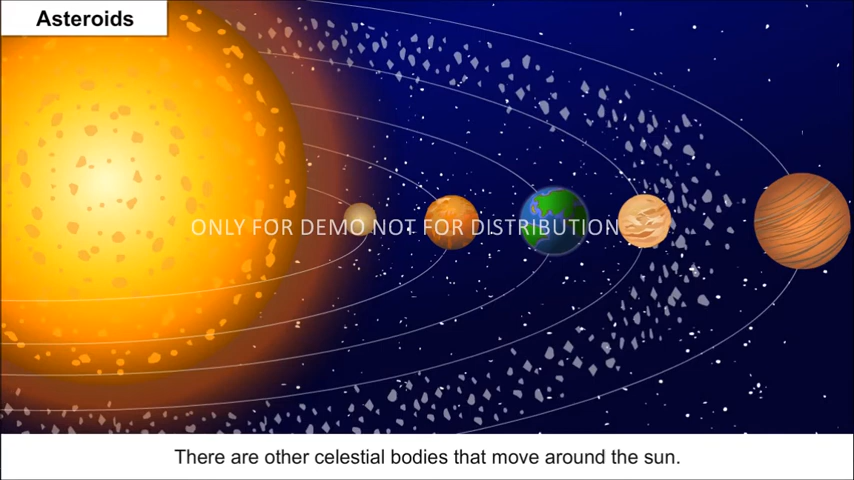 Asteroids
ONLY FOR DEMO NOT FOR DISTRIBUTION
There are other celestial bodies that move around the sun.